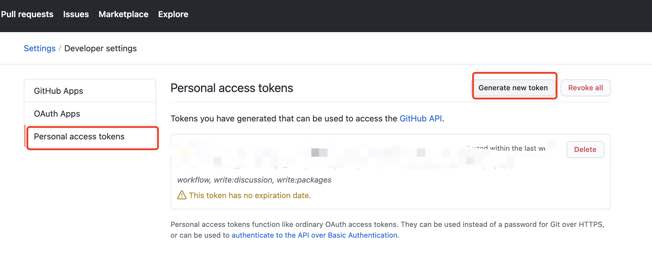 Pull requests Issues Marketplace Explore
Settings / Developer settings
GitHub Apps
OAuth Apps
Personal access tokens
Personal access tokens
Generate new token
Revoke all
Tokens you have generated that can be used to access the GitHub API.
within the last
Delete
workflow, write:discussion, write:packages
This token has no expiration date.
Personal access tokens function like ordinary OAuth access tokens. They can be used instead of a password for Git over HTTPS,
or can be used to authenticate to the API over Basic Authentication.